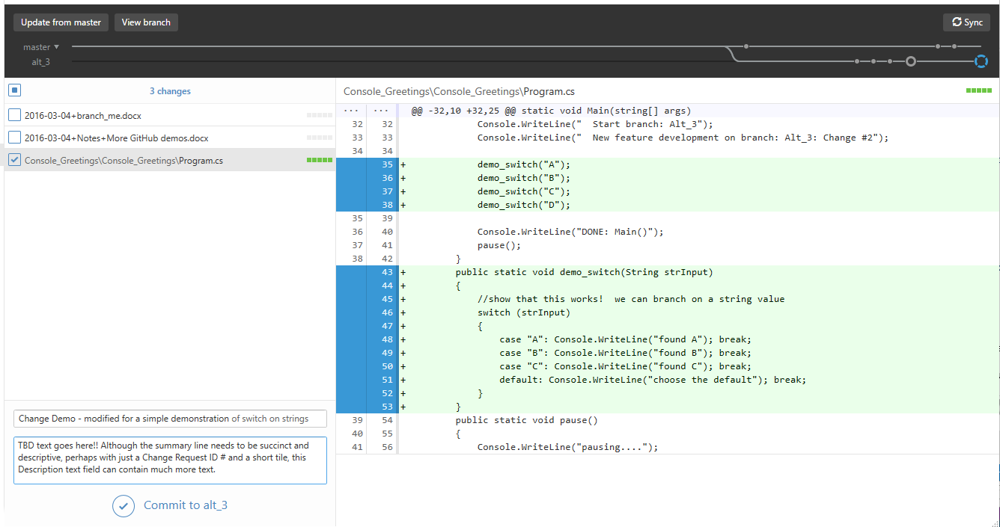 Update from master View branch Sync
master ▾
alt_3
3 changes
2016-03-04+branch_me.docx
2016-03-04+Notes+More GitHub demos.docx
Console_Greetings\Console_Greetings\Program.cs
Change Demo - modified for a simple demonstration of switch on strings
TBD text goes here!! Although the summary line needs to be succinct and
descriptive, perhaps with just a Change Request ID # and a short tile, this
Description text field can contain much more text.
Commit to alt_3
Console_Greetings\Console_Greetings\Program.cs
... ... @@ -32,10 +32,25 @@ static void Main(string[] args)
32 32 Console.WriteLine("  Start branch: Alt_3");
33 33 Console.WriteLine("  New feature development on branch: Alt_3: Change #2");
34 34
35 + demo_switch("A");
36 + demo_switch("B");
37 + demo_switch("C");
38 + demo_switch("D");
35 39
36 40 Console.WriteLine("DONE: Main()");
37 41 pause();
38 42 }
43 + public static void demo_switch(String strInput)
44 + {
45 + //show that this works!  we can branch on a string value
46 + switch (strInput)
47 + {
48 + case "A": Console.WriteLine("found A"); break;
49 + case "B": Console.WriteLine("found B"); break;
50 + case "C": Console.WriteLine("found C"); break;
51 + default: Console.WriteLine("choose the default"); break;
52 + }
53 + }
39 54 public static void pause()
40 55 {
41 56 Console.WriteLine("pausing....");